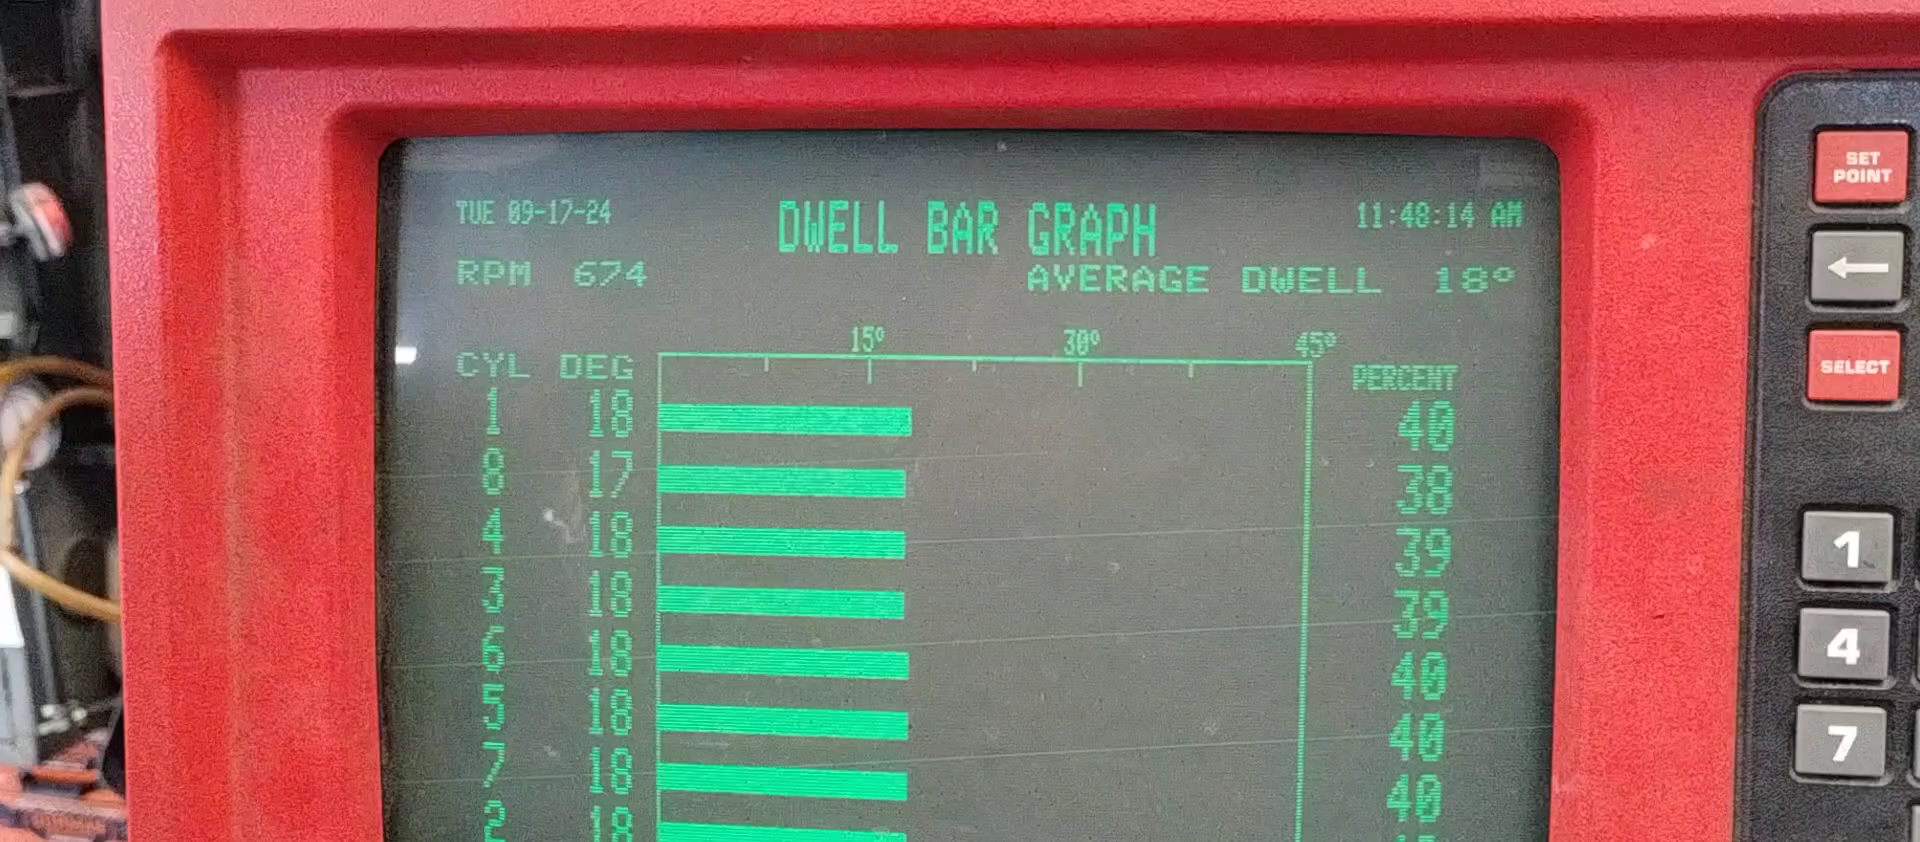 TUE 09-17-24 DWELL BAR GRAPH 11:48:14 AM
RPM 674 AVERAGE DWELL 18°
15° 30° 45°
CYL DEG PERCENT
1 18 40
8 17 38
4 18 39
3 18 39
6 18 40
5 18 40
7 18 40
2 18
SET POINT
←
SELECT
1
4
7